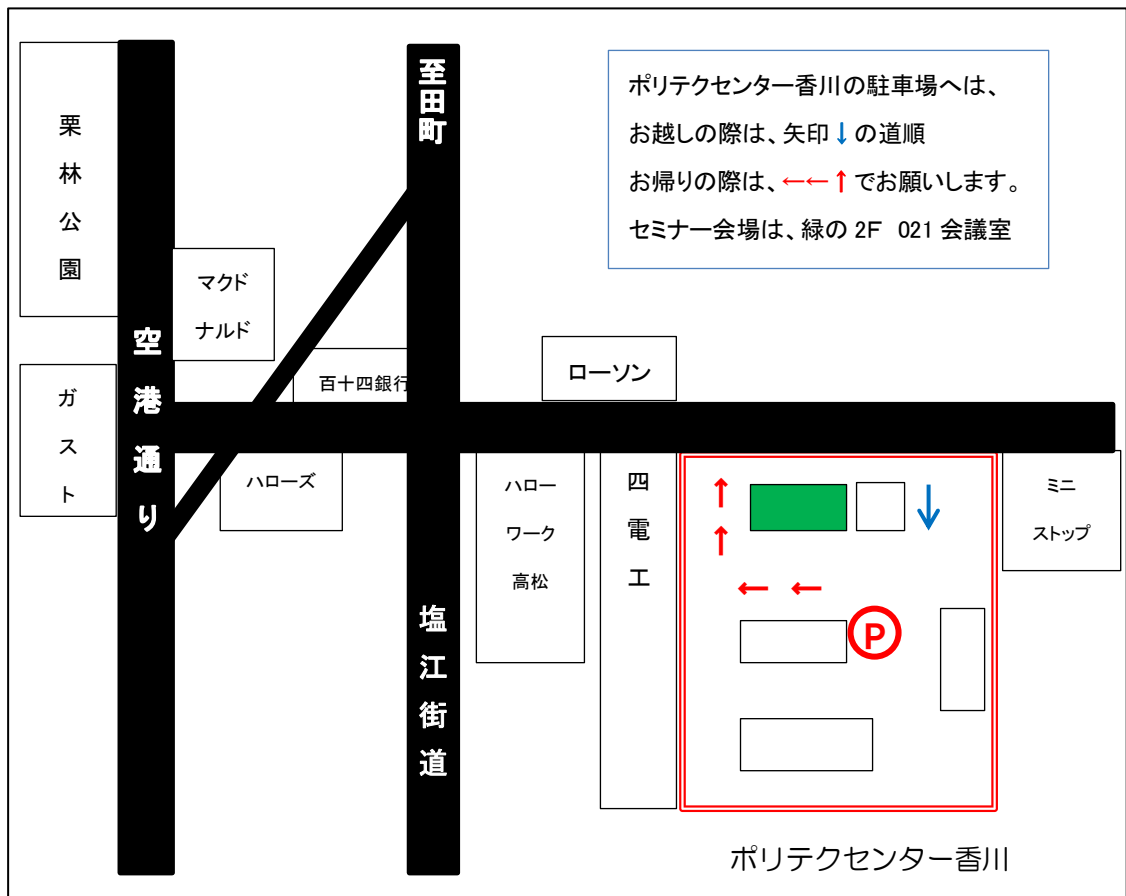 栗林公園
空港通り
至田町
ポリテクセンター香川の駐車場へは、
お越しの際は、矢印↓の道順
お帰りの際は、←←↑でお願いします。
セミナー会場は、緑の 2F 021 会議室
マクド
ナルド
ガスト
百十四銀行
ローソン
ハローズ
ハロー
ワーク
高松
四電工
ミニ
ストップ
塩江街道
P
ポリテクセンター香川